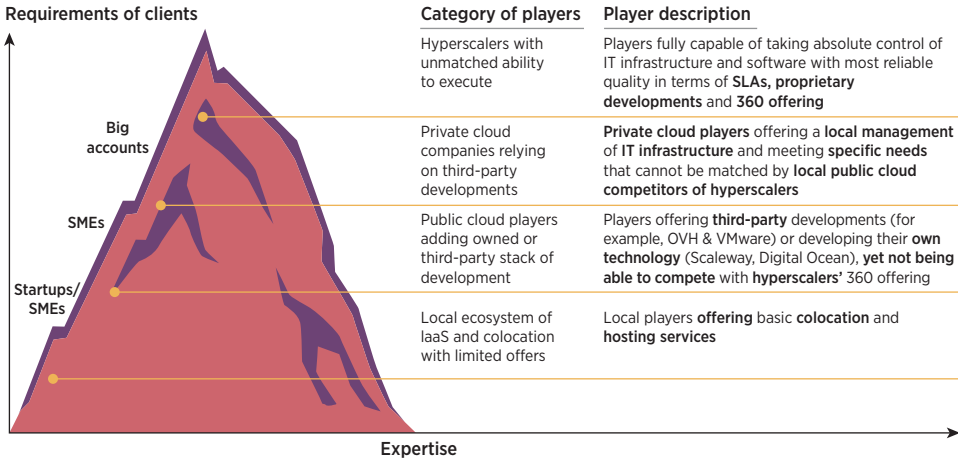 Requirements of clients
Category of players
Player description
Hyperscalers with
unmatched ability
to execute
Players fully capable of taking absolute control of
IT infrastructure and software with most reliable
quality in terms of SLAs, proprietary
developments and 360 offering
Big
accounts
Private cloud
companies relying
on third-party
developments
Private cloud players offering a local management
of IT infrastructure and meeting specific needs
that cannot be matched by local public cloud
competitors of hyperscalers
SMEs
Public cloud players
adding owned or
third-party stack of
development
Players offering third-party developments (for
example, OVH & VMware) or developing their own
technology (Scaleway, Digital Ocean), yet not being
able to compete with hyperscalers’ 360 offering
Startups/
SMEs
Local ecosystem of
IaaS and colocation
with limited offers
Local players offering basic colocation and
hosting services
Expertise